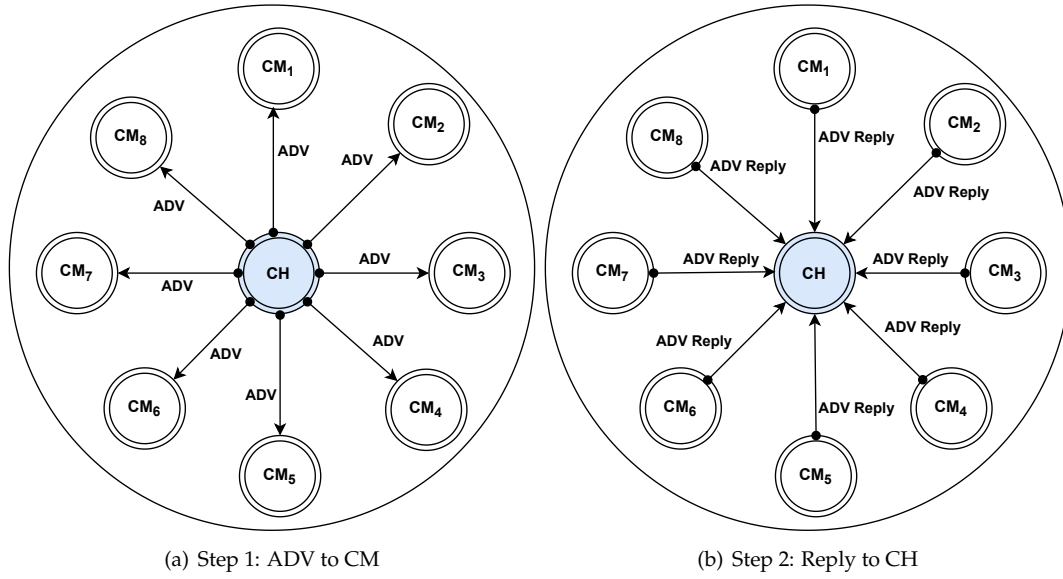 CM1
CM2
CM8
ADV
ADV
ADV
CM7
CH
CM3
ADV
ADV
ADV
ADV
ADV
CM6
CM4
CM5
(a) Step 1: ADV to CM
CM1
CM2
CM8
ADV Reply
ADV Reply
ADV Reply
CM7
ADV Reply
CH
ADV Reply
CM3
ADV Reply
ADV Reply
CM6
CM4
ADV Reply
CM5
(b) Step 2: Reply to CH